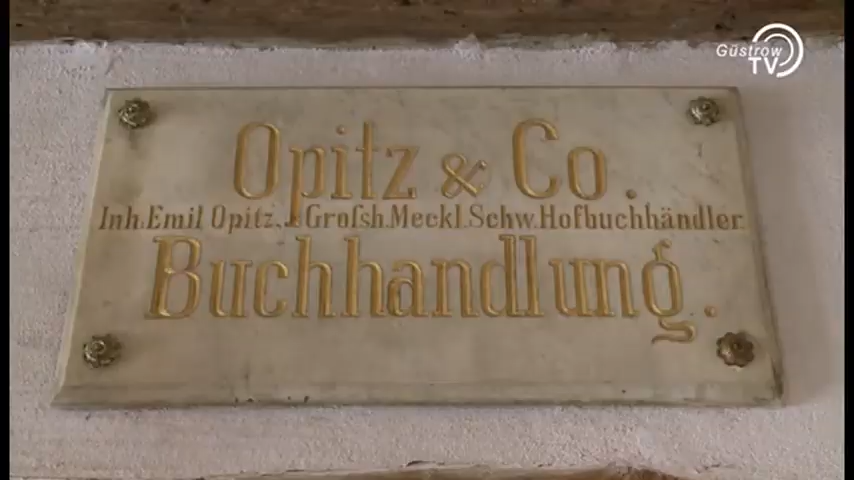 Güstrow
TV
Opitz & Co.
Inh. Emil Opitz, Groſsh. Meckl. Schw. Hofbuchhändler.
Buchhandlung.